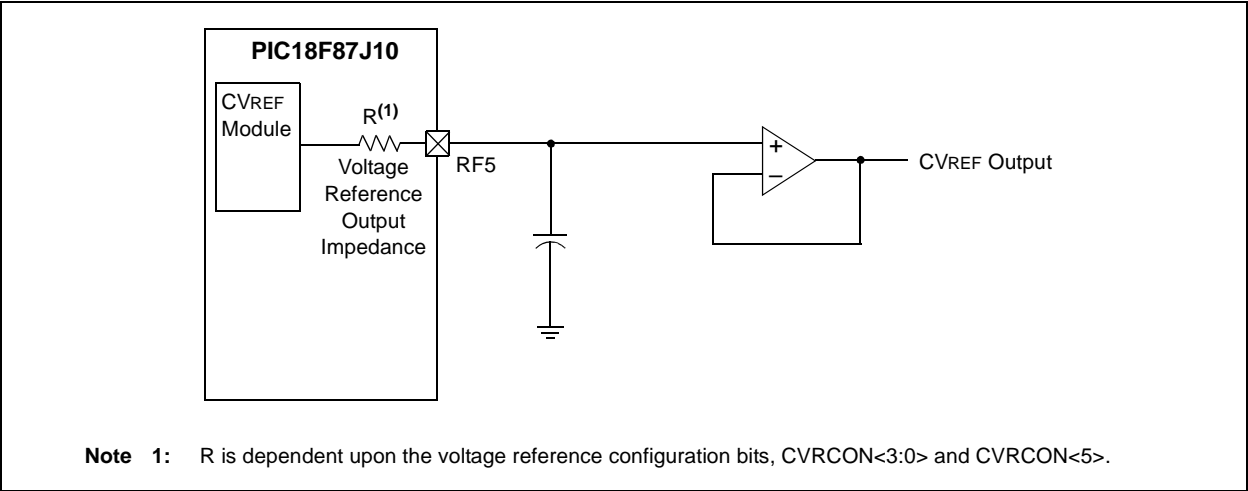 PIC18F87J10
CVREF
Module
R(1)
Voltage
Reference
Output
Impedance
RF5
+
–
CVREF Output
Note 1: R is dependent upon the voltage reference configuration bits, CVRCON<3:0> and CVRCON<5>.